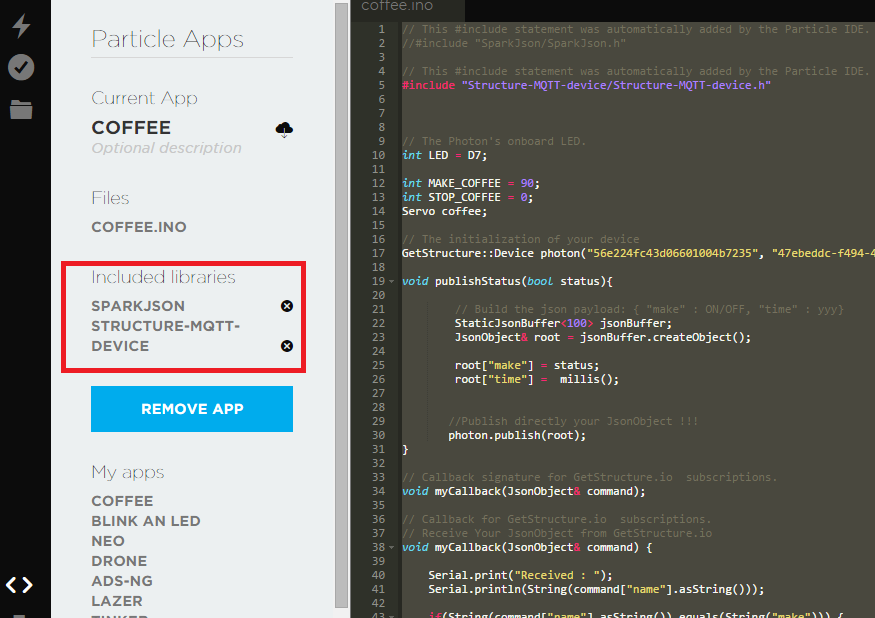 Particle Apps
Current App
COFFEE
Optional description
Files
COFFEE.INO
Included libraries
SPARKJSON
STRUCTURE-MQTT-
DEVICE
REMOVE APP
My apps
COFFEE
BLINK AN LED
NEO
DRONE
ADS-NG
LAZER
TINKER
coffee.ino
1 // This #include statement was automatically added by the Particle IDE.
2 //#include "SparkJson/SparkJson.h"
3
4 // This #include statement was automatically added by the Particle IDE.
5 #include "Structure-MQTT-device/Structure-MQTT-device.h"
6
7
8
9 // The Photon's onboard LED.
10 int LED = D7;
11
12 int MAKE_COFFEE = 90;
13 int STOP_COFFEE = 0;
14 Servo coffee;
15
16 // The initialization of your device
17 GetStructure::Device photon("56e224fc43d06601004b7235", "47ebeddc-f494-4
18
19 void publishStatus(bool status){
20
21 // Build the json payload: { "make" : ON/OFF, "time" : yyy}
22 StaticJsonBuffer<100> jsonBuffer;
23 JsonObject& root = jsonBuffer.createObject();
24
25 root["make"] = status;
26 root["time"] = millis();
27
28
29 //Publish directly your JsonObject !!!
30 photon.publish(root);
31 }
32
33 // Callback signature for GetStructure.io subscriptions.
34 void myCallback(JsonObject& command);
35
36 // Callback for GetStructure.io subscriptions.
37 // Receive Your JsonObject from GetStructure.io
38 void myCallback(JsonObject& command) {
39
40 Serial.print("Received : ");
41 Serial.println(String(command["name"].asString()));
42
43 if(String(command["name"].asString()).equals(String("make"))) {